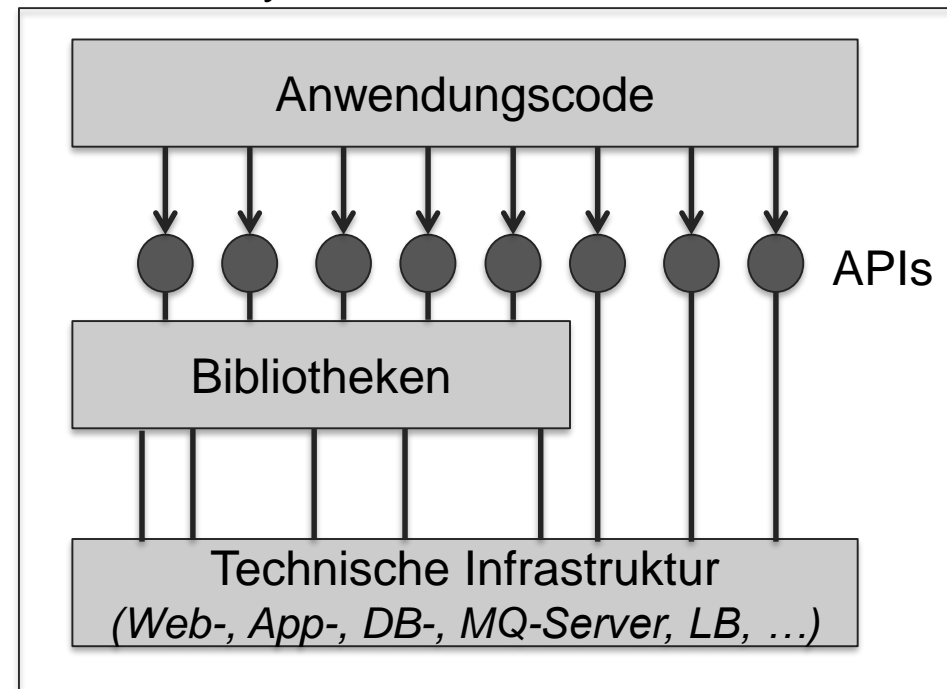 Anwendungscode
APIs
Bibliotheken
Technische Infrastruktur
(Web-, App-, DB-, MQ-Server, LB, …)